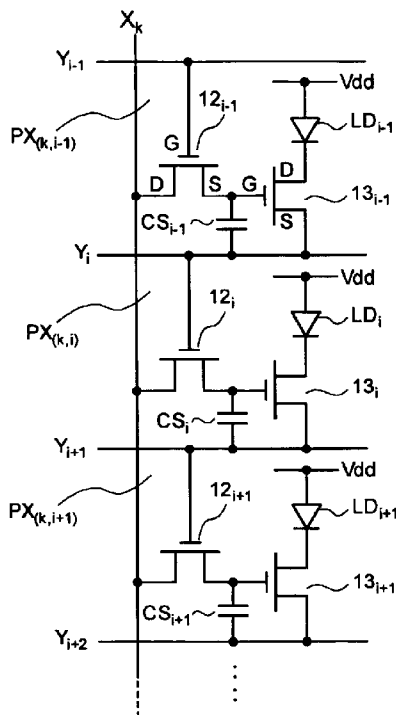 Xk
Yi-1
Vdd
12i-1
LDi-1
PX(k,i-1)
G
D S G D
13i-1
CSi-1
S
Yi
Vdd
12i
LDi
PX(k,i)
13i
CSi
Yi+1
Vdd
12i+1
LDi+1
PX(k,i+1)
13i+1
CSi+1
Yi+2